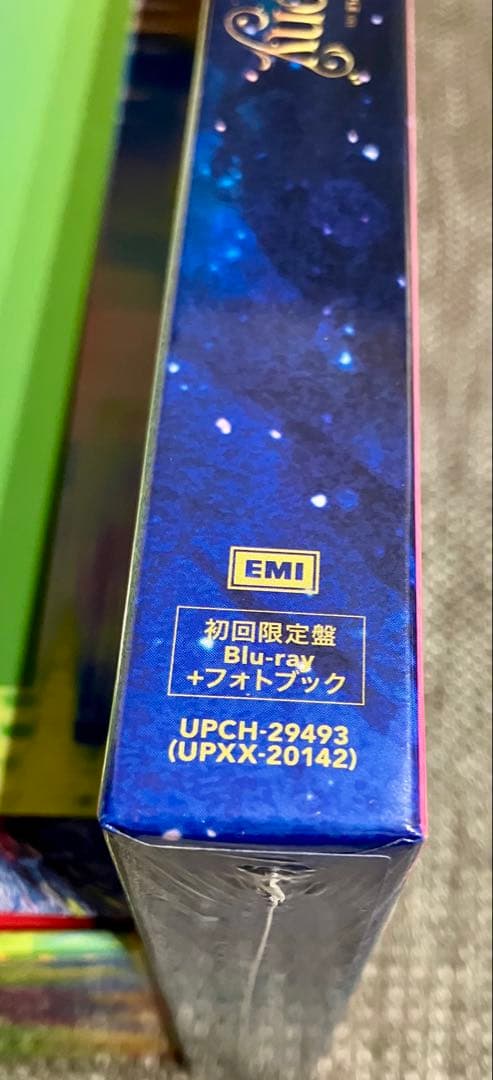 EMI
初回限定盤
Blu-ray
+フォトブック
UPCH-29493
(UPXX-20142)